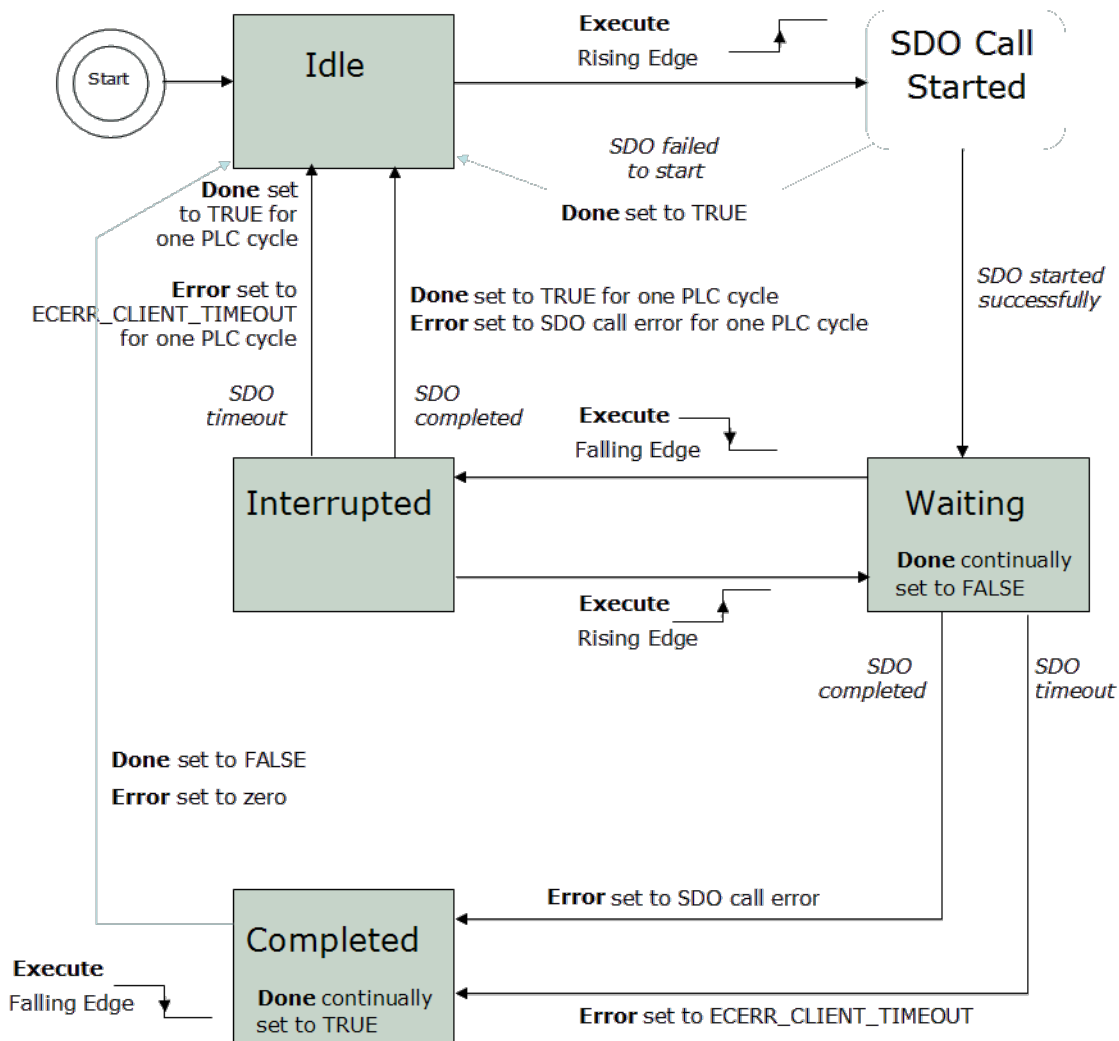 Start
Idle
Execute
Rising Edge
SDO Call
Started
SDO failed
to start
Done set to TRUE
Done set
to TRUE for
one PLC cycle
Error set to
ECERR_CLIENT_TIMEOUT
for one PLC cycle
Done set to TRUE for one PLC cycle
Error set to SDO call error for one PLC cycle
SDO started
successfully
SDO
timeout
SDO
completed
Execute
Falling Edge
Interrupted
Waiting
Done continually
set to FALSE
Execute
Rising Edge
SDO
completed
SDO
timeout
Done set to FALSE
Error set to zero
Error set to SDO call error
Completed
Done continually
set to TRUE
Execute
Falling Edge
Error set to ECERR_CLIENT_TIMEOUT